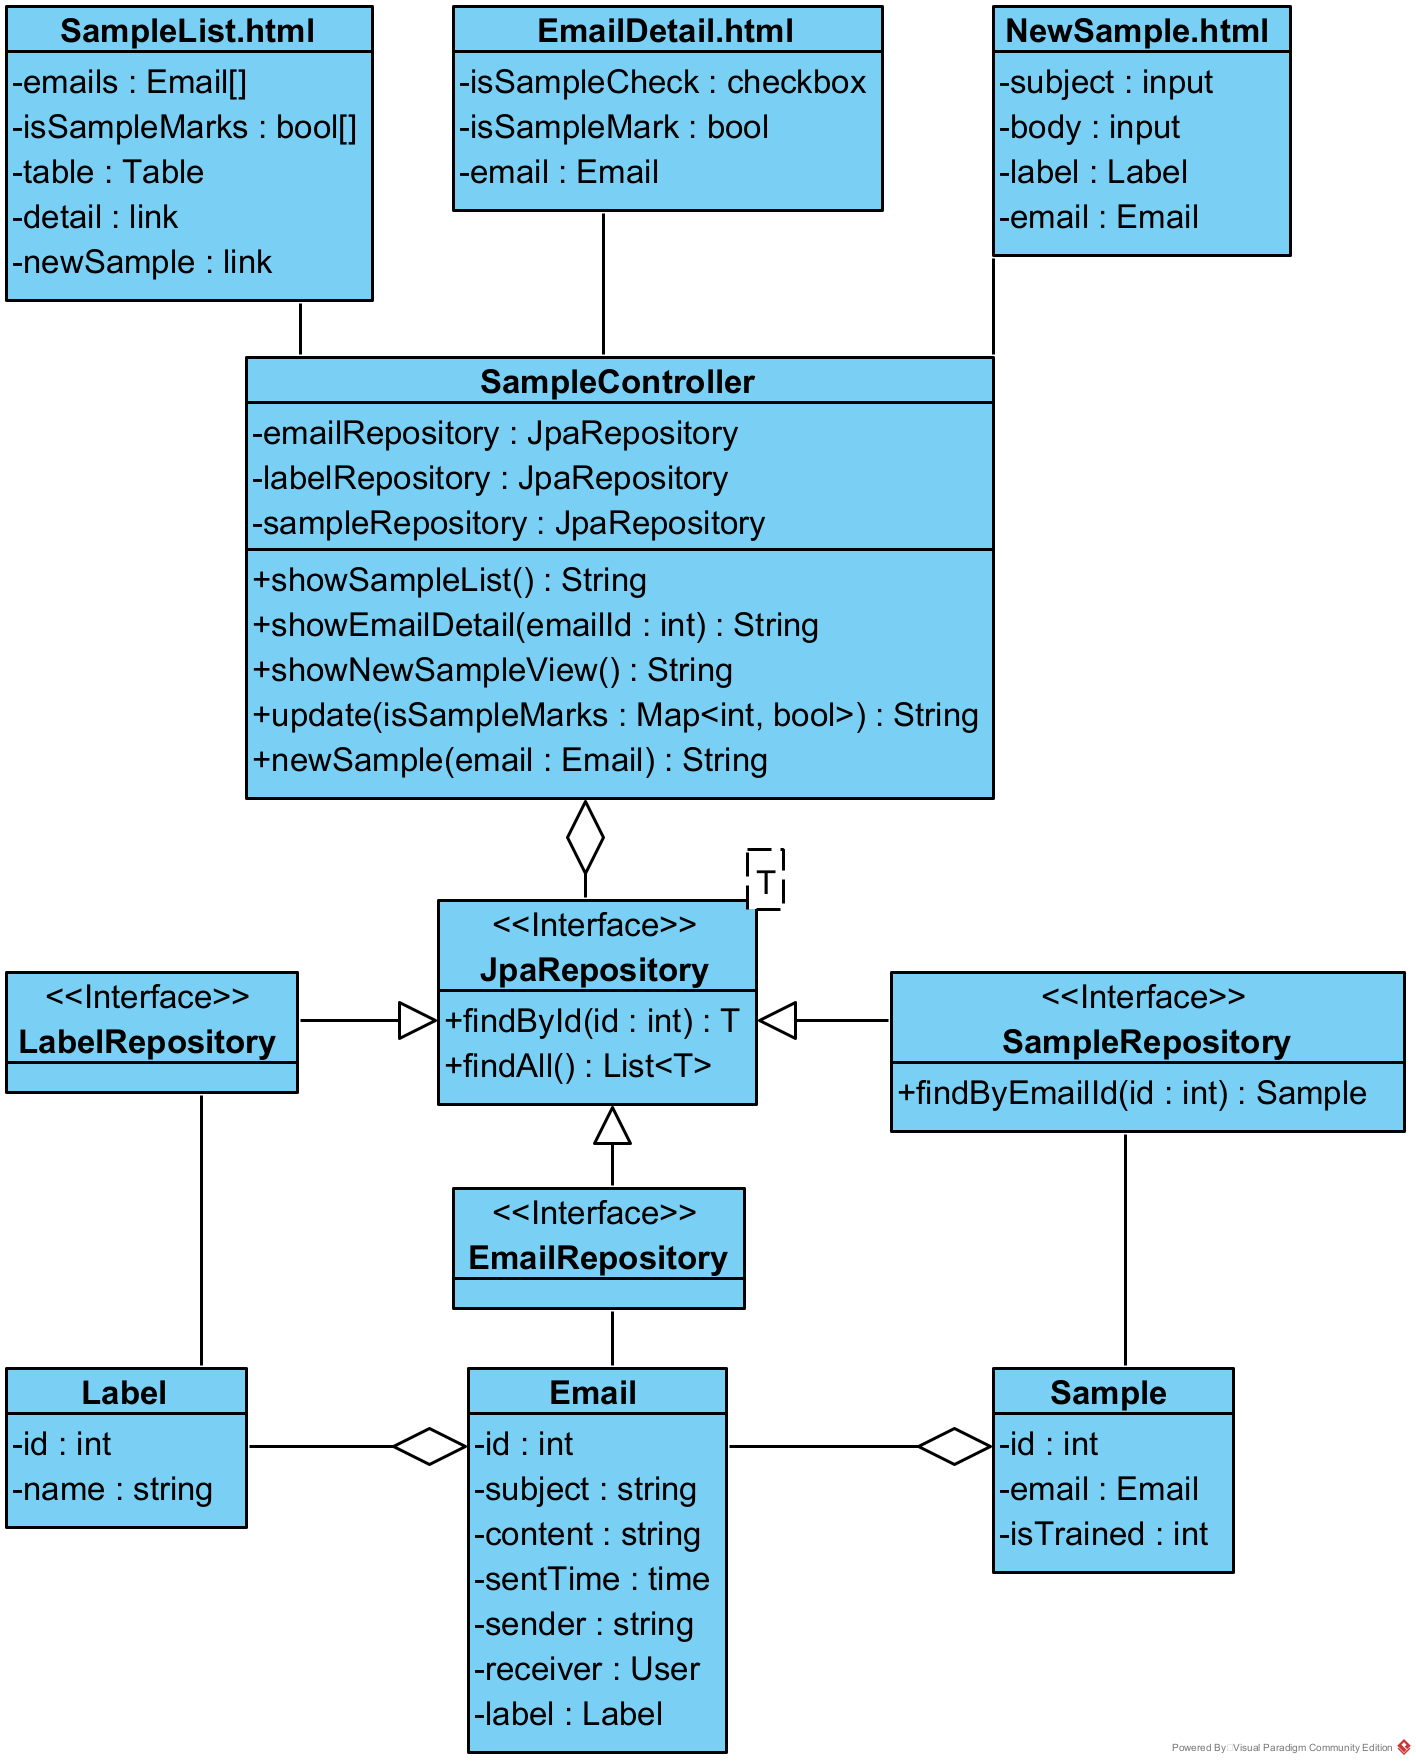 SampleList.html
-emails : Email[]
-isSampleMarks : bool[]
-table : Table
-detail : link
-newSample : link
EmailDetail.html
-isSampleCheck : checkbox
-isSampleMark : bool
-email : Email
NewSample.html
-subject : input
-body : input
-label : Label
-email : Email
SampleController
-emailRepository : JpaRepository
-labelRepository : JpaRepository
-sampleRepository : JpaRepository
+showSampleList() : String
+showEmailDetail(emailId : int) : String
+showNewSampleView() : String
+update(isSampleMarks : Map<int, bool>) : String
+newSample(email : Email) : String
T
<<Interface>>
JpaRepository
+findById(id : int) : T
+findAll() : List<T>
<<Interface>>
LabelRepository
<<Interface>>
SampleRepository
+findByEmailId(id : int) : Sample
<<Interface>>
EmailRepository
Label
-id : int
-name : string
Email
-id : int
-subject : string
-content : string
-sentTime : time
-sender : string
-receiver : User
-label : Label
Sample
-id : int
-email : Email
-isTrained : int
Powered By Visual Paradigm Community Edition